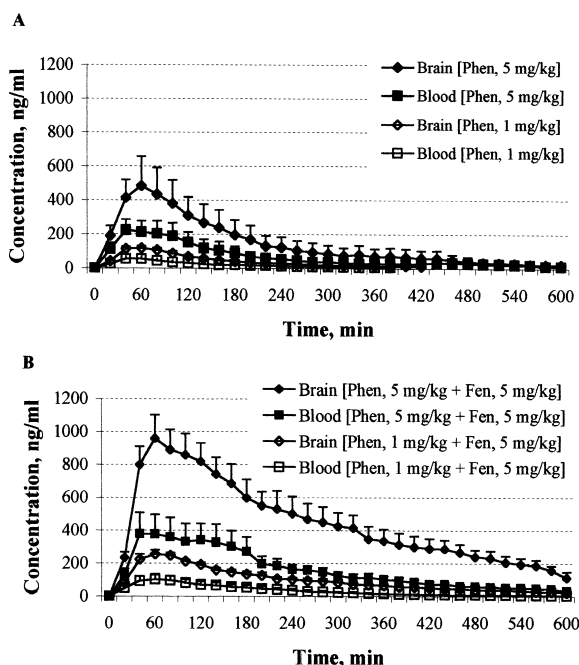 A
Concentration, ng/ml
1200
1000
800
600
400
200
0
Brain [Phen, 5 mg/kg]
Blood [Phen, 5 mg/kg]
Brain [Phen, 1 mg/kg]
Blood [Phen, 1 mg/kg]
0 60 120 180 240 300 360 420 480 540 600
Time, min
B
Concentration, ng/ml
1200
1000
800
600
400
200
0
Brain [Phen, 5 mg/kg + Fen, 5 mg/kg]
Blood [Phen, 5 mg/kg + Fen, 5 mg/kg]
Brain [Phen, 1 mg/kg + Fen, 5 mg/kg]
Blood [Phen, 1 mg/kg + Fen, 5 mg/kg]
0 60 120 180 240 300 360 420 480 540 600
Time, min